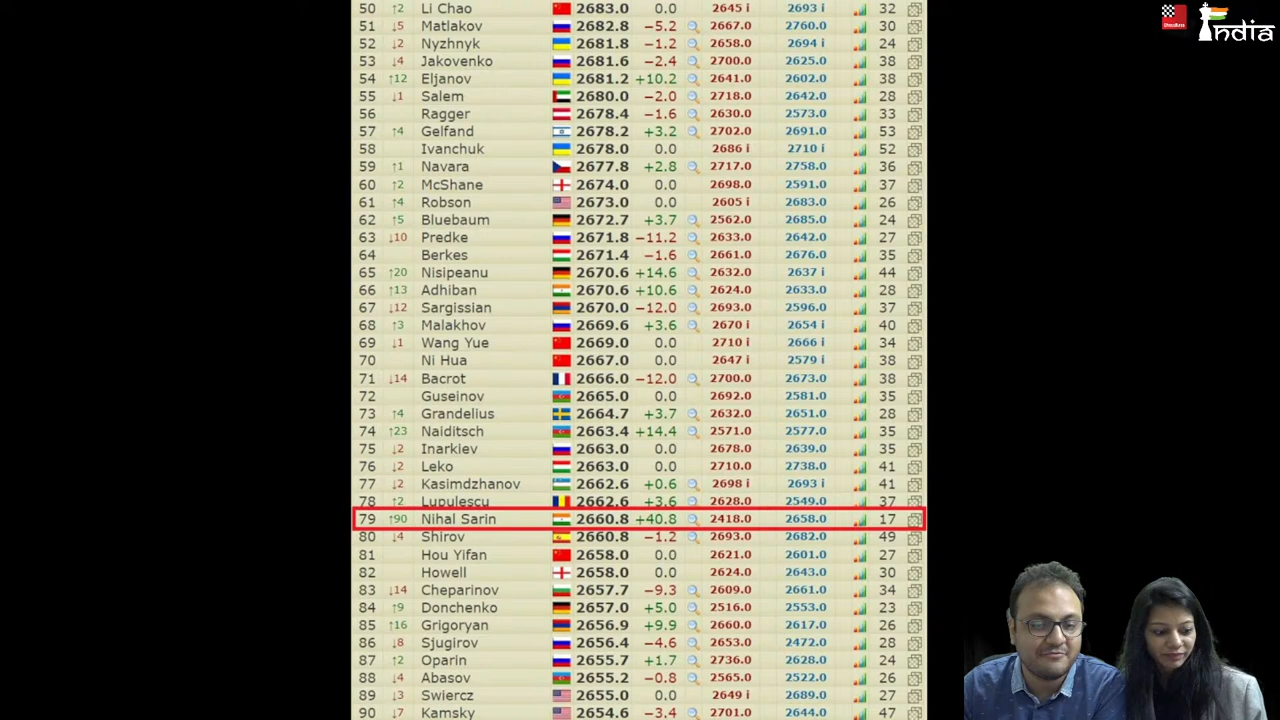 ChessBase
India
50 ↑2 Li Chao 2683.0 0.0 2645 i 2693 i 32
51 ↓5 Matlakov 2682.8 −5.2 2667.0 2760.0 30
52 ↓2 Nyzhnyk 2681.8 −1.2 2658.0 2694 i 24
53 ↓4 Jakovenko 2681.6 −2.4 2700.0 2625.0 38
54 ↑12 Eljanov 2681.2 +10.2 2641.0 2602.0 38
55 ↓1 Salem 2680.0 −2.0 2718.0 2642.0 28
56 Ragger 2678.4 −1.6 2630.0 2573.0 33
57 ↑4 Gelfand 2678.2 +3.2 2702.0 2691.0 53
58 Ivanchuk 2678.0 0.0 2686 i 2710 i 52
59 ↑1 Navara 2677.8 +2.8 2717.0 2758.0 36
60 ↑2 McShane 2674.0 0.0 2698.0 2591.0 37
61 ↑4 Robson 2673.0 0.0 2605 i 2683.0 26
62 ↑5 Bluebaum 2672.7 +3.7 2562.0 2685.0 24
63 ↓10 Predke 2671.8 −11.2 2633.0 2642.0 27
64 Berkes 2671.4 −1.6 2661.0 2676.0 35
65 ↑20 Nisipeanu 2670.6 +14.6 2632.0 2637 i 44
66 ↑13 Adhiban 2670.6 +10.6 2624.0 2633.0 28
67 ↓12 Sargissian 2670.0 −12.0 2693.0 2596.0 37
68 ↑3 Malakhov 2669.6 +3.6 2670 i 2654 i 40
69 ↓1 Wang Yue 2669.0 0.0 2710 i 2666 i 34
70 Ni Hua 2667.0 0.0 2647 i 2579 i 38
71 ↓14 Bacrot 2666.0 −12.0 2700.0 2673.0 38
72 Guseinov 2665.0 0.0 2692.0 2581.0 35
73 ↑4 Grandelius 2664.7 +3.7 2632.0 2651.0 28
74 ↑23 Naiditsch 2663.4 +14.4 2571.0 2577.0 35
75 ↓2 Inarkiev 2663.0 0.0 2678.0 2639.0 35
76 ↓2 Leko 2663.0 0.0 2710.0 2738.0 41
77 ↓2 Kasimdzhanov 2662.6 +0.6 2698 i 2693 i 41
78 ↑2 Lupulescu 2662.6 +3.6 2628.0 2549.0 37
79 ↑90 Nihal Sarin 2660.8 +40.8 2418.0 2658.0 17
80 ↓4 Shirov 2660.8 −1.2 2693.0 2682.0 49
81 Hou Yifan 2658.0 0.0 2621.0 2601.0 27
82 Howell 2658.0 0.0 2624.0 2643.0 30
83 ↓14 Cheparinov 2657.7 −9.3 2609.0 2661.0 34
84 ↑9 Donchenko 2657.0 +5.0 2516.0 2553.0 23
85 ↑16 Grigoryan 2656.9 +9.9 2660.0 2617.0 26
86 ↓8 Sjugirov 2656.4 −4.6 2653.0 2472.0 28
87 ↑2 Oparin 2655.7 +1.7 2736.0 2628.0 24
88 ↓4 Abasov 2655.2 −0.8 2565.0 2522.0 26
89 ↓3 Swiercz 2655.0 0.0 2649 i 2689.0 27
90 ↓7 Kamsky 2654.6 −3.4 2701.0 2644.0 47